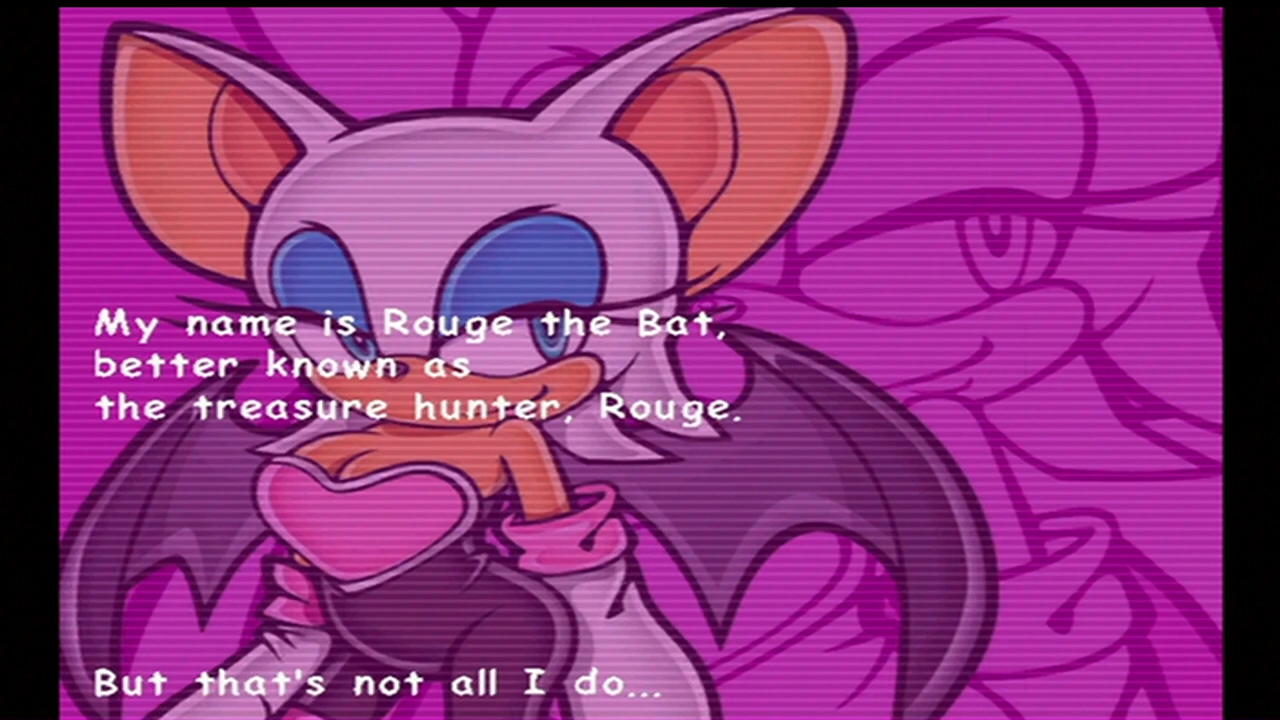 My name is Rouge the Bat,
better known as
the treasure hunter, Rouge.
But that's not all I do...